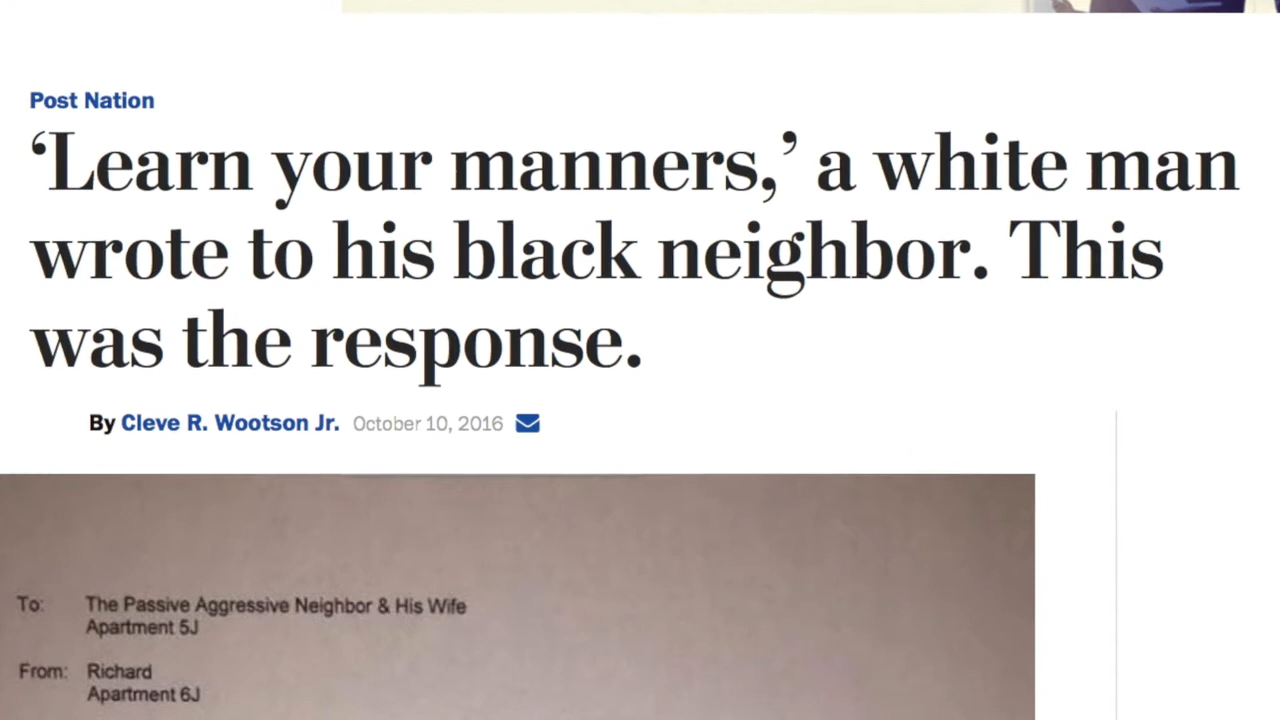 Post Nation
‘Learn your manners,’ a white man
wrote to his black neighbor. This
was the response.
By Cleve R. Wootson Jr. October 10, 2016
To: The Passive Aggressive Neighbor & His Wife
Apartment 5J
From: Richard
Apartment 6J